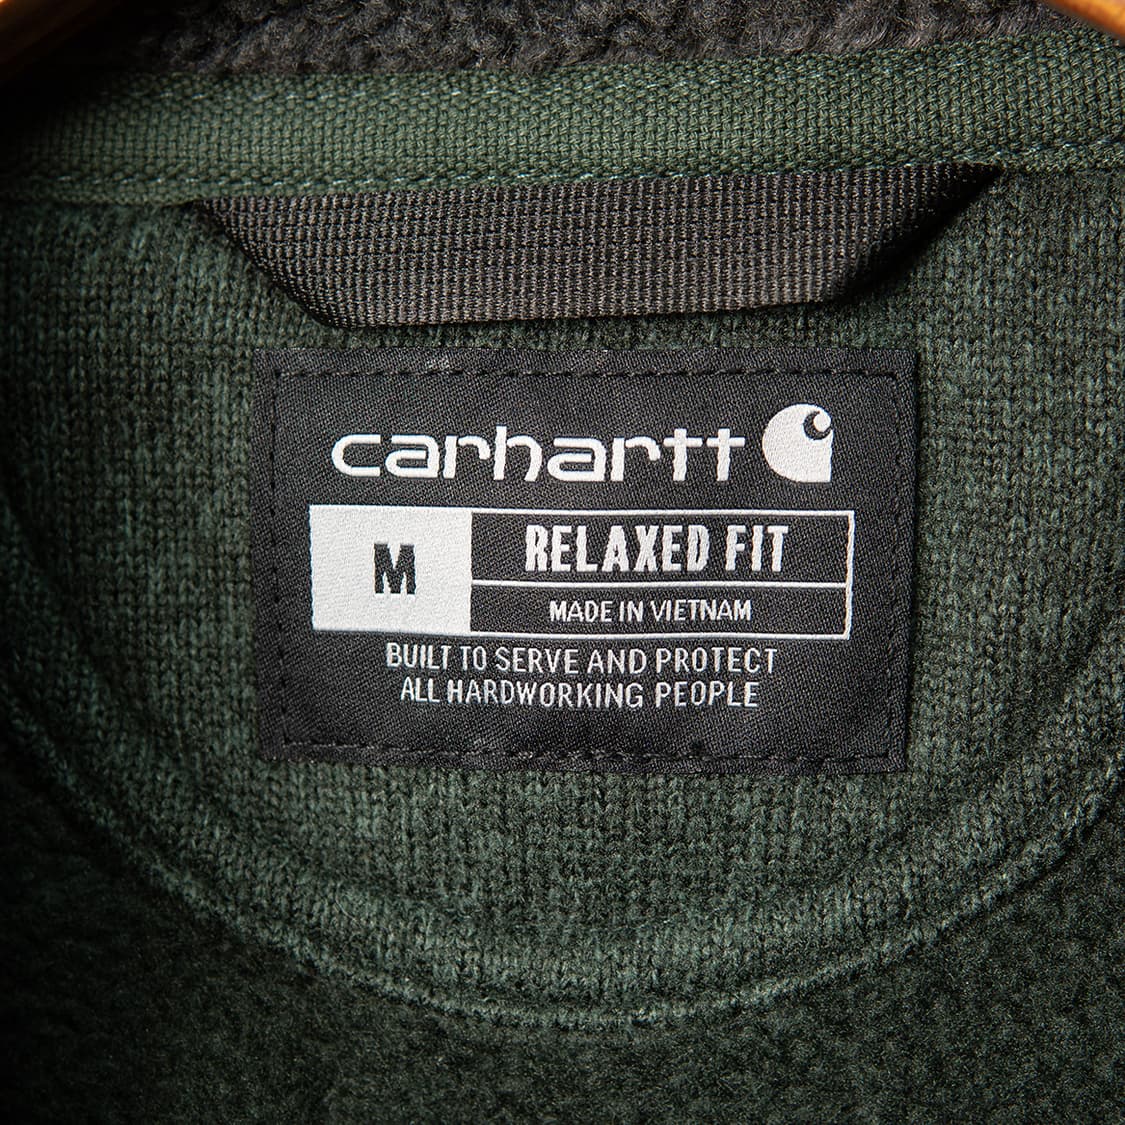 carhartt
M
RELAXED FIT
MADE IN VIETNAM
BUILT TO SERVE AND PROTECT
ALL HARDWORKING PEOPLE